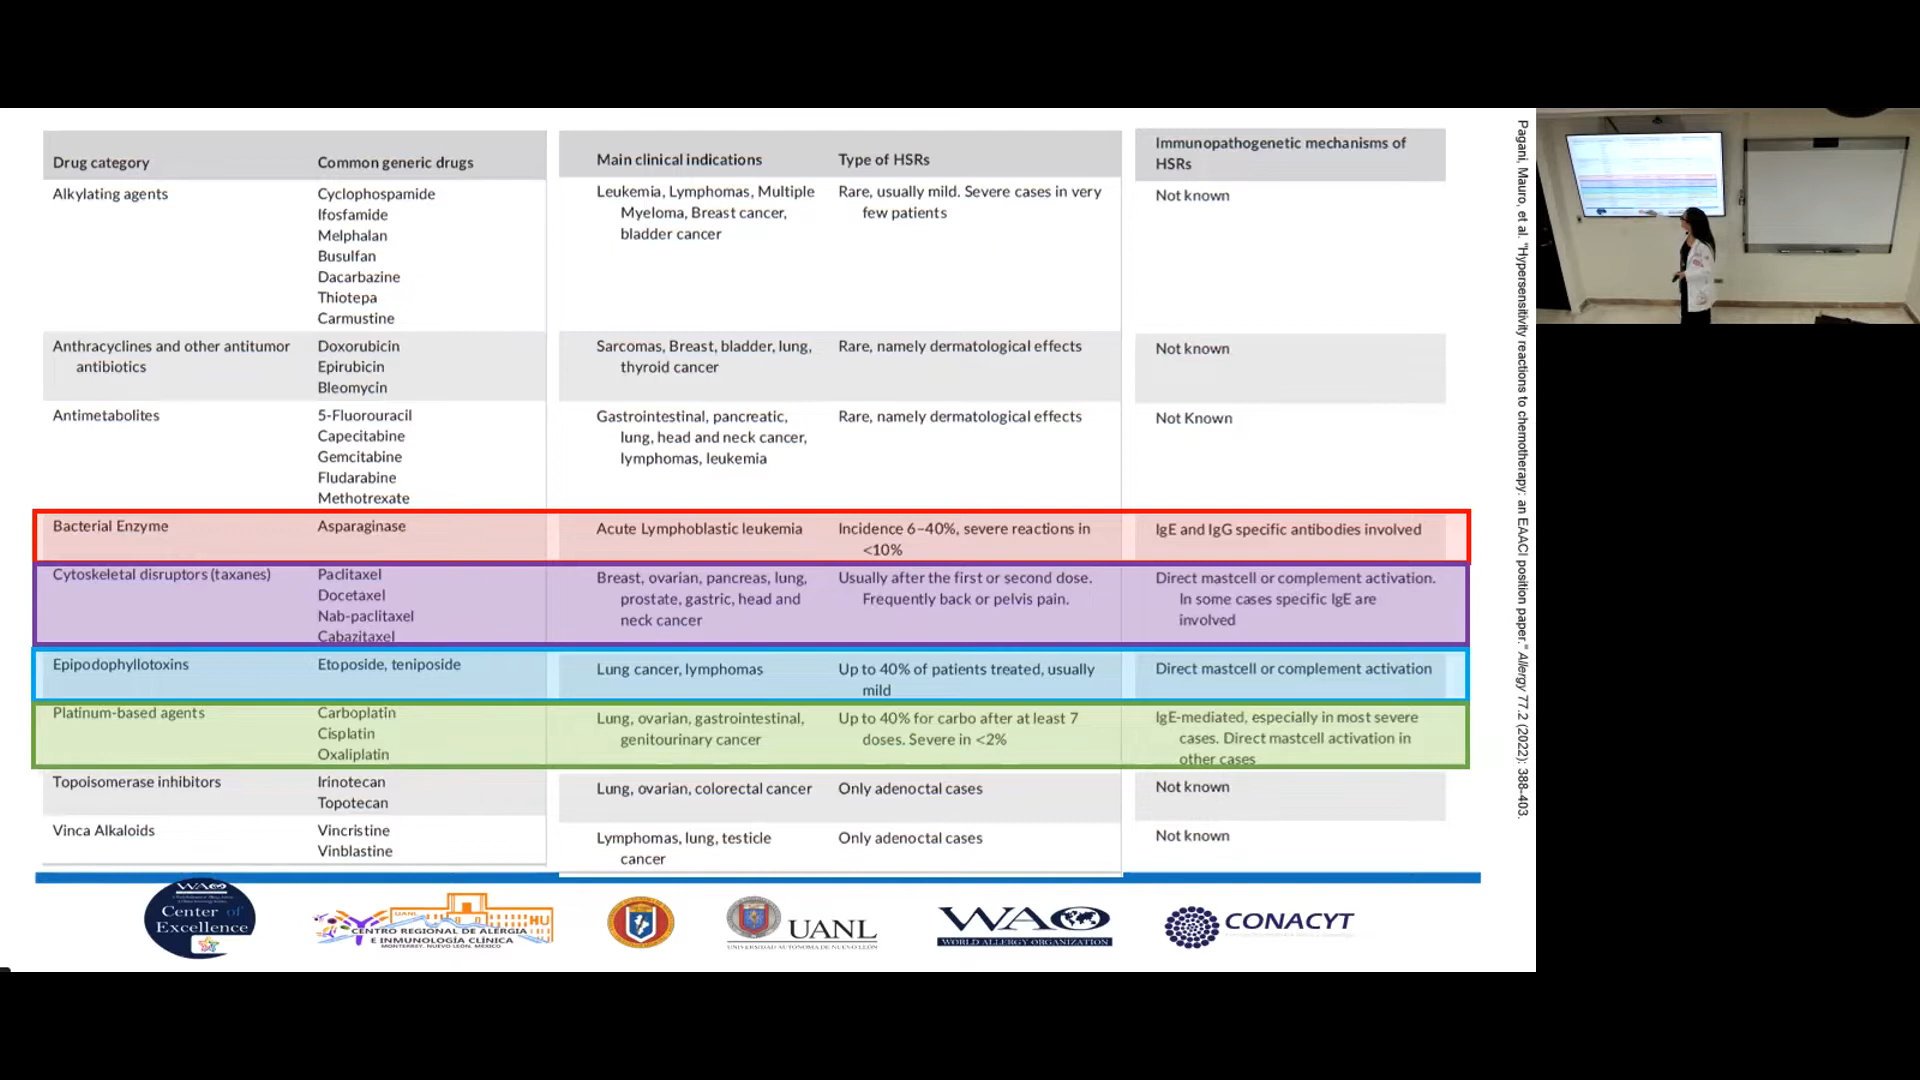 Drug category Common generic drugs Main clinical indications Type of HSRs Immunopathogenetic mechanisms of
HSRs
Alkylating agents Cyclophospamide Leukemia, Lymphomas, Multiple Rare, usually mild. Severe cases in very Not known
Ifosfamide Myeloma, Breast cancer, few patients
Melphalan bladder cancer
Busulfan
Dacarbazine
Thiotepa
Carmustine
Anthracyclines and other antitumor Doxorubicin Sarcomas, Breast, bladder, lung, Rare, namely dermatological effects Not known
antibiotics Epirubicin thyroid cancer
Bleomycin
Antimetabolites 5-Fluorouracil Gastrointestinal, pancreatic, Rare, namely dermatological effects Not Known
Capecitabine lung, head and neck cancer,
Gemcitabine lymphomas, leukemia
Fludarabine
Methotrexate
Bacterial Enzyme Asparaginase Acute Lymphoblastic leukemia Incidence 6–40%, severe reactions in IgE and IgG specific antibodies involved
<10%
Cytoskeletal disruptors (taxanes) Paclitaxel Breast, ovarian, pancreas, lung, Usually after the first or second dose. Direct mastcell or complement activation.
Docetaxel prostate, gastric, head and Frequently back or pelvis pain. In some cases specific IgE are
Nab-paclitaxel neck cancer involved
Cabazitaxel
Epipodophyllotoxins Etoposide, teniposide Lung cancer, lymphomas Up to 40% of patients treated, usually Direct mastcell or complement activation
mild
Platinum-based agents Carboplatin Lung, ovarian, gastrointestinal, Up to 40% for carbo after at least 7 IgE-mediated, especially in most severe
Cisplatin genitourinary cancer doses. Severe in <2% cases. Direct mastcell activation in
Oxaliplatin other cases
Topoisomerase inhibitors Irinotecan Lung, ovarian, colorectal cancer Only adenoctal cases Not known
Topotecan
Vinca Alkaloids Vincristine Lymphomas, lung, testicle Only adenoctal cases Not known
Vinblastine cancer
Pagani, Mauro, et al. "Hypersensitivity reactions to chemotherapy: an EAACI position paper." Allergy 77.2 (2022): 388-403.
WAO
Center of
Excellence
UANL HU
CENTRO REGIONAL DE ALERGIA
E INMUNOLOGÍA CLÍNICA
MONTERREY, NUEVO LEÓN, MÉXICO
UANL
UNIVERSIDAD AUTÓNOMA DE NUEVO LEÓN
WAO
WORLD ALLERGY ORGANIZATION
CONACYT